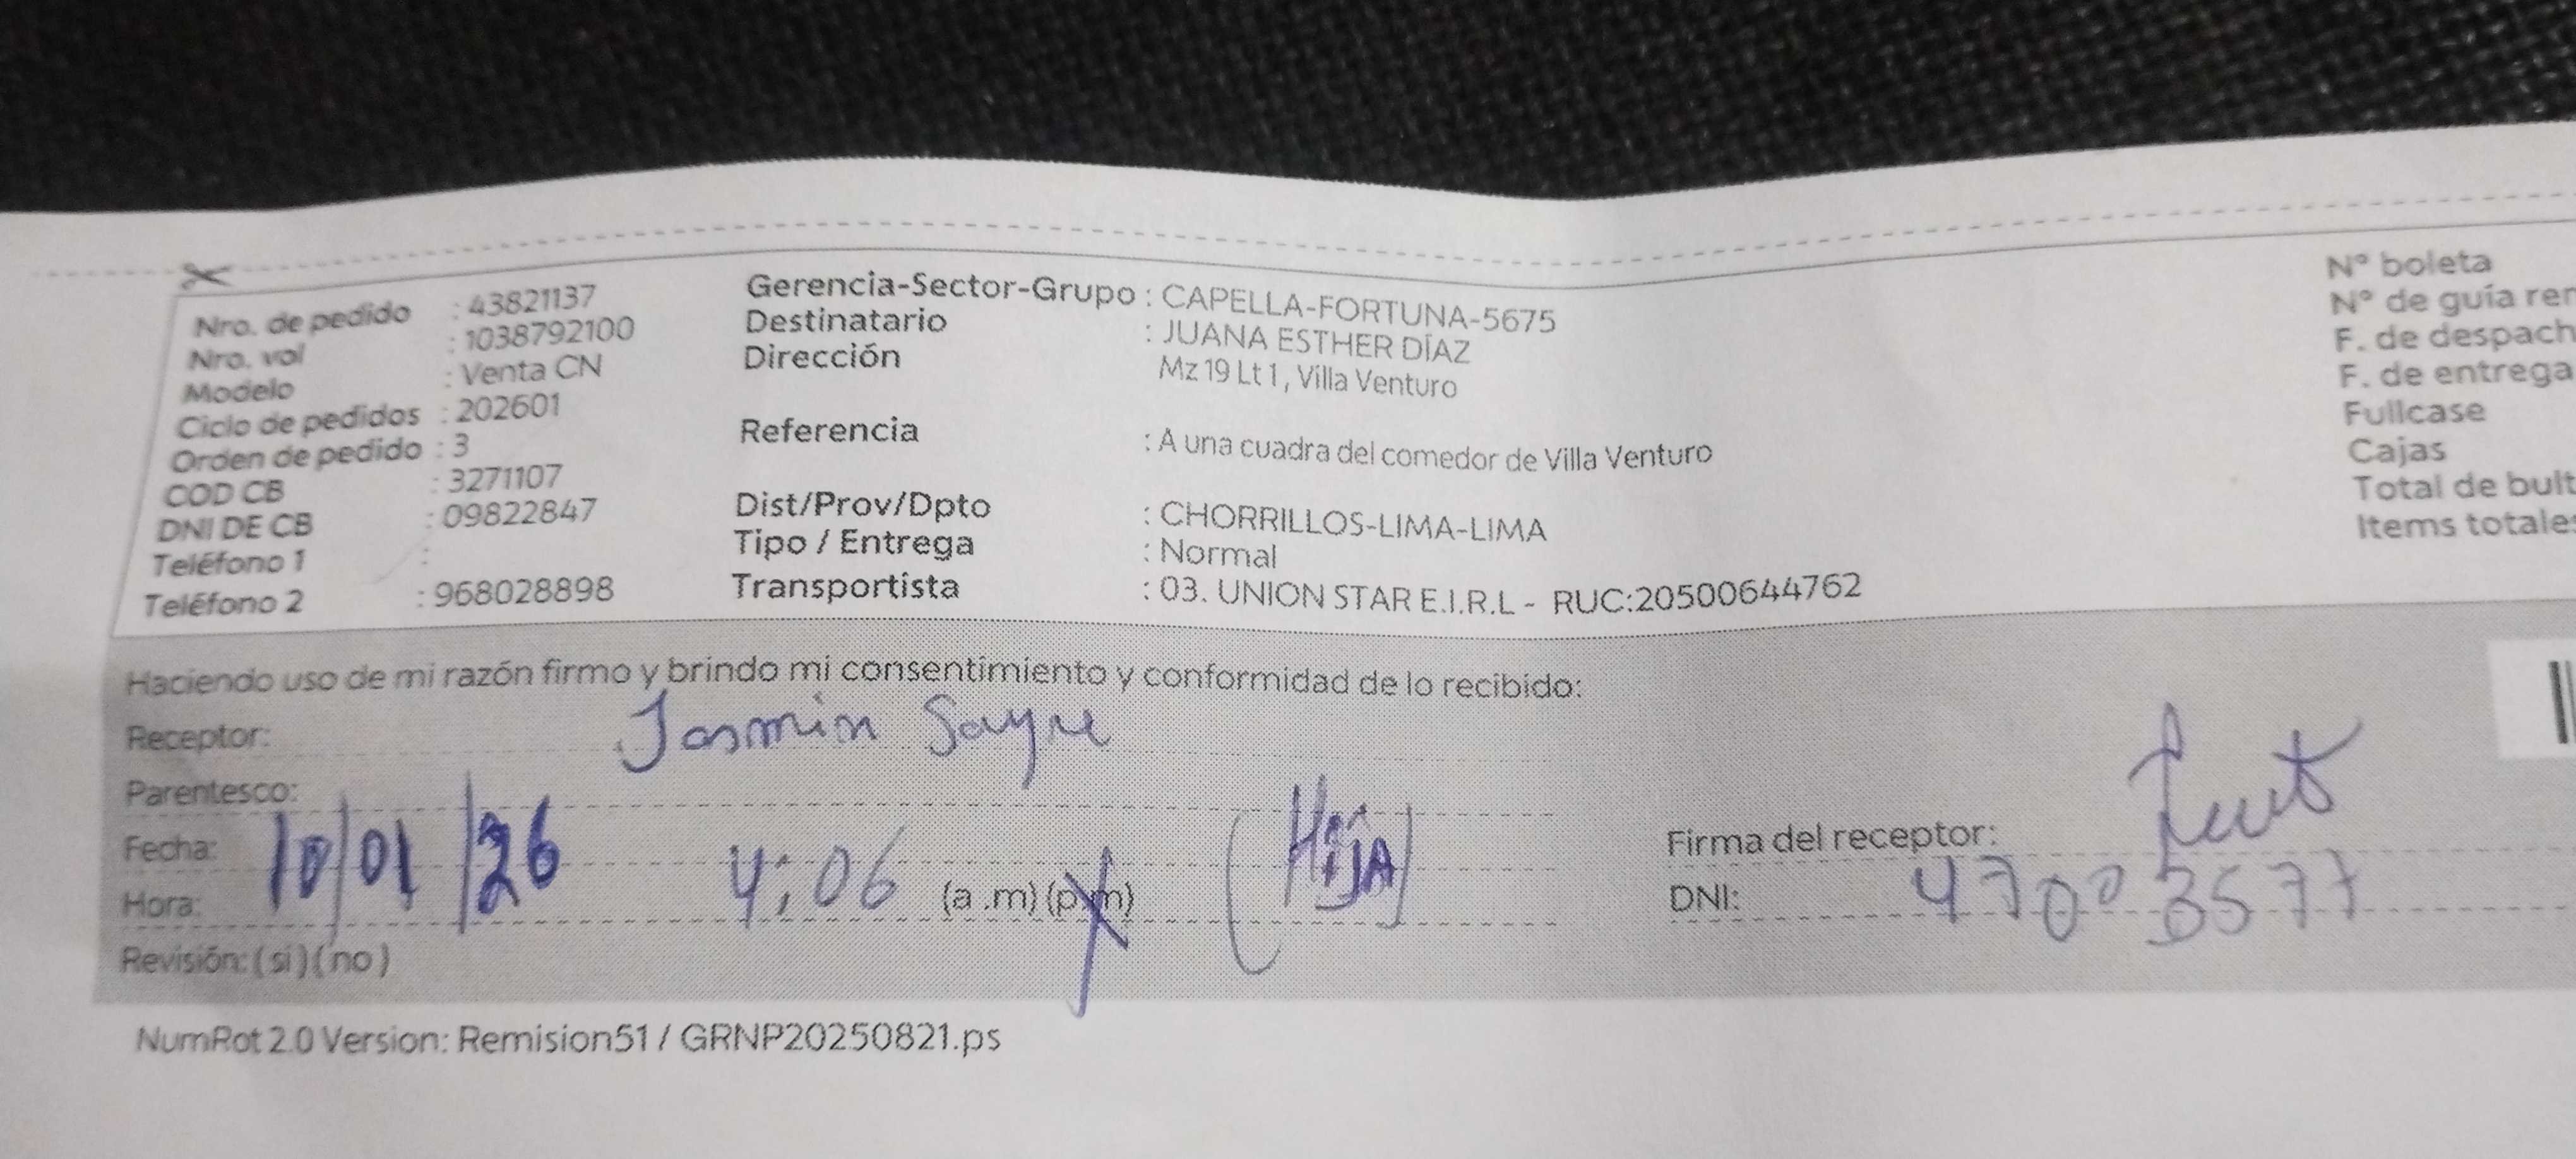 Nro. de pedido : 43821137
Nro. vol : 1038792100
Modelo : Venta CN
Ciclo de pedidos : 202601
Orden de pedido : 3
COD CB : 3271107
DNI DE CB : 09822847
Teléfono 1 :
Teléfono 2 : 968028898
Gerencia-Sector-Grupo : CAPELLA-FORTUNA-5675
Destinatario : JUANA ESTHER DÍAZ
Dirección Mz 19 Lt 1, Villa Venturo
Referencia : A una cuadra del comedor de Villa Venturo
Dist/Prov/Dpto : CHORRILLOS-LIMA-LIMA
Tipo / Entrega : Normal
Transportista : 03. UNION STAR E.I.R.L - RUC:20500644762
N° boleta
N° de guía rem
F. de despach
F. de entrega
Fullcase
Cajas
Total de bult
Items totales
Haciendo uso de mi razón firmo y brindo mi consentimiento y conformidad de lo recibido:
Receptor: Jasmin Sayre
Parentesco: (HijA)
Fecha: 10/01/26
Hora: 4:06 (a .m) (p.m)
Revisión: ( si ) ( no )
Firma del receptor:
DNI: 47003577
NumRot 2.0 Version: Remision51 / GRNP20250821.ps